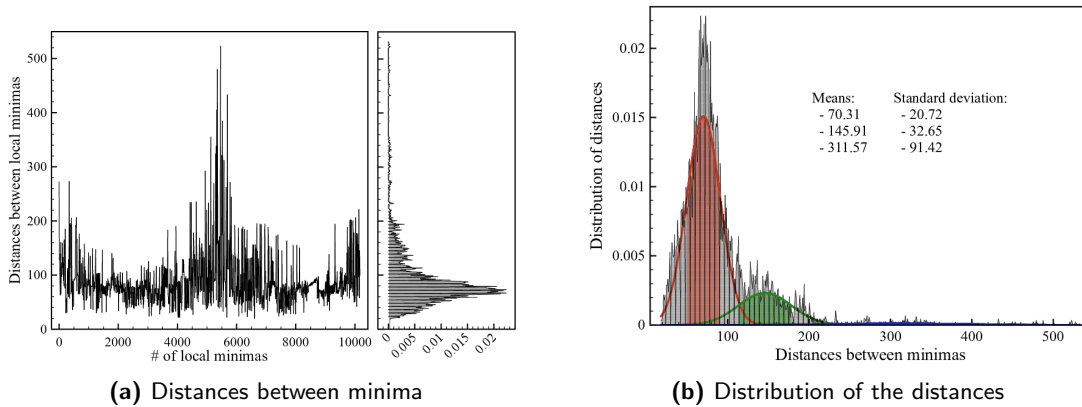 500
400
300
200
100
0
Distances between local minimas
0
2000
4000
6000
8000
10000
# of local minimas
0
0.005
0.01
0.015
0.02
(a) Distances between minima
0.02
0.015
0.01
0.005
0
Distribution of distances
Means: Standard deviation:
- 70.31 - 20.72
- 145.91 - 32.65
- 311.57 - 91.42
100
200
300
400
500
Distances between minimas
(b) Distribution of the distances